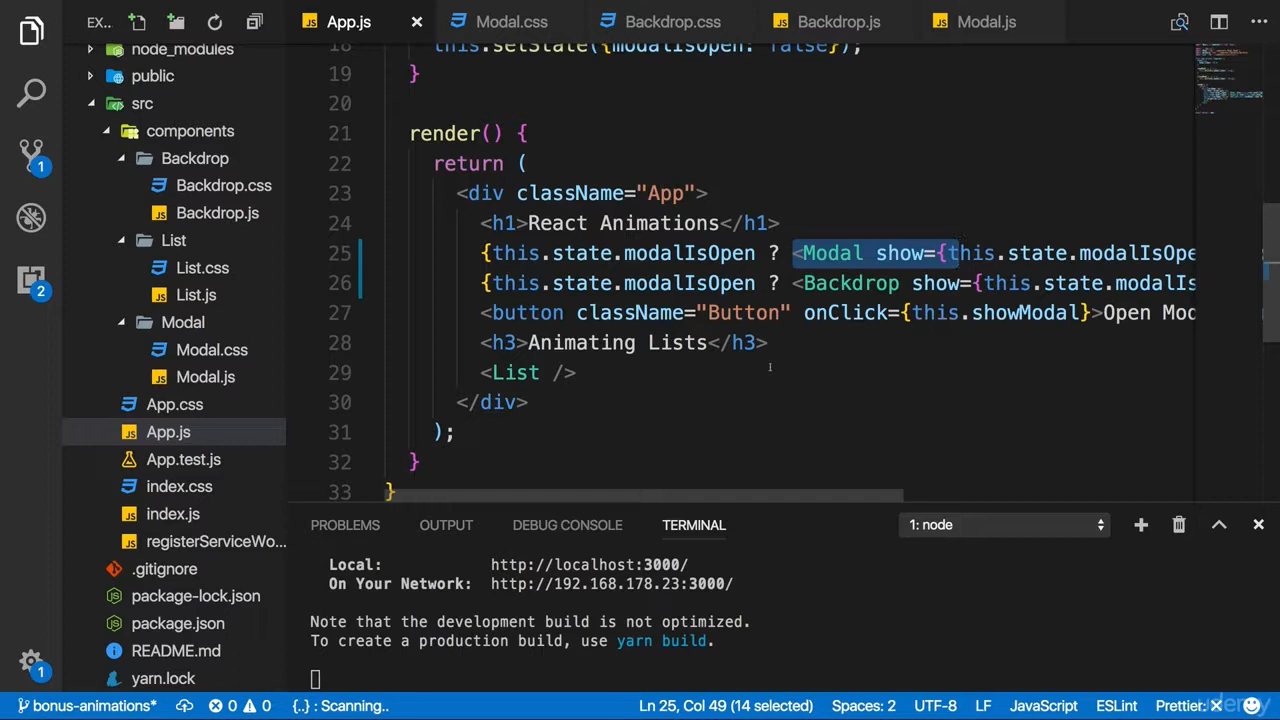 EX...
App.js
Modal.css
Backdrop.css
Backdrop.js
Modal.js
node_modules
public
src
components
Backdrop
Backdrop.css
Backdrop.js
List
List.css
List.js
Modal
Modal.css
Modal.js
App.css
App.js
App.test.js
index.css
index.js
registerServiceWo...
.gitignore
package-lock.json
package.json
README.md
yarn.lock
1
2
1
18 this.setState({modalIsOpen: false});
19 }
20
21 render() {
22 return (
23 <div className="App">
24 <h1>React Animations</h1>
25 {this.state.modalIsOpen ? <Modal show={this.state.modalIsOpe
26 {this.state.modalIsOpen ? <Backdrop show={this.state.modalIs
27 <button className="Button" onClick={this.showModal}>Open Mod
28 <h3>Animating Lists</h3>
29 <List />
30 </div>
31 );
32 }
33 }
PROBLEMS OUTPUT DEBUG CONSOLE TERMINAL 1: node
Local: http://localhost:3000/
On Your Network: http://192.168.178.23:3000/
Note that the development build is not optimized.
To create a production build, use yarn build.
bonus-animations* 0 0 {..} : Scanning... Ln 25, Col 49 (14 selected) Spaces: 2 UTF-8 LF JavaScript ESLint Prettier: ×
udemy